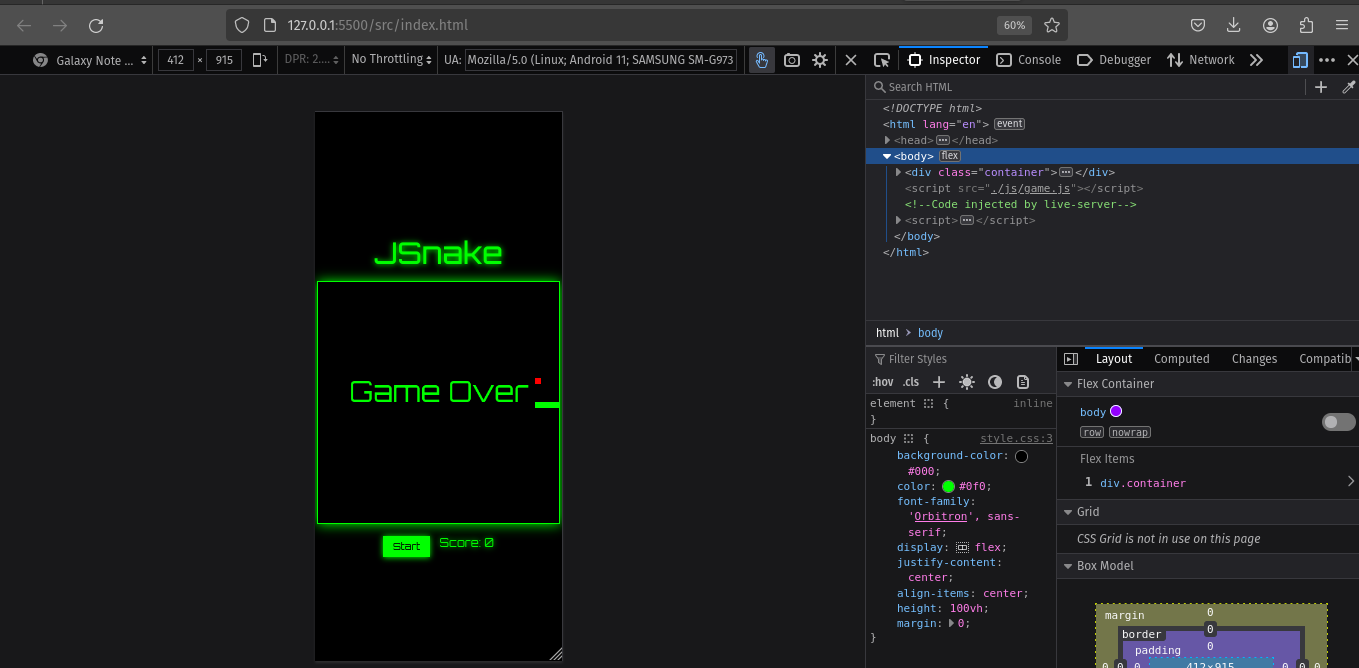 127.0.0.1:5500/src/index.html 60%
Galaxy Note ... 412 × 915 DPR: 2.... No Throttling UA: Mozilla/5.0 (Linux; Android 11; SAMSUNG SM-G973
Inspector Console Debugger Network
Search HTML
<!DOCTYPE html>
<html lang="en"> event
<head>...</head>
<body> flex
<div class="container">...</div>
<script src="./js/game.js"></script>
<!--Code injected by live-server-->
<script>...</script>
</body>
</html>
html > body
JSnake
Game Over
Start Score: 0
Filter Styles
:hov .cls
element { inline
}
body { style.css:3
background-color: #000;
color: #0f0;
font-family:
'Orbitron', sans-
serif;
display: flex;
justify-content:
center;
align-items: center;
height: 100vh;
margin: 0;
}
Layout Computed Changes Compatib
Flex Container
body
row nowrap
Flex Items
1 div.container
Grid
CSS Grid is not in use on this page
Box Model
margin 0
border 0
padding 0
0 0 0 412×915 0 0 0